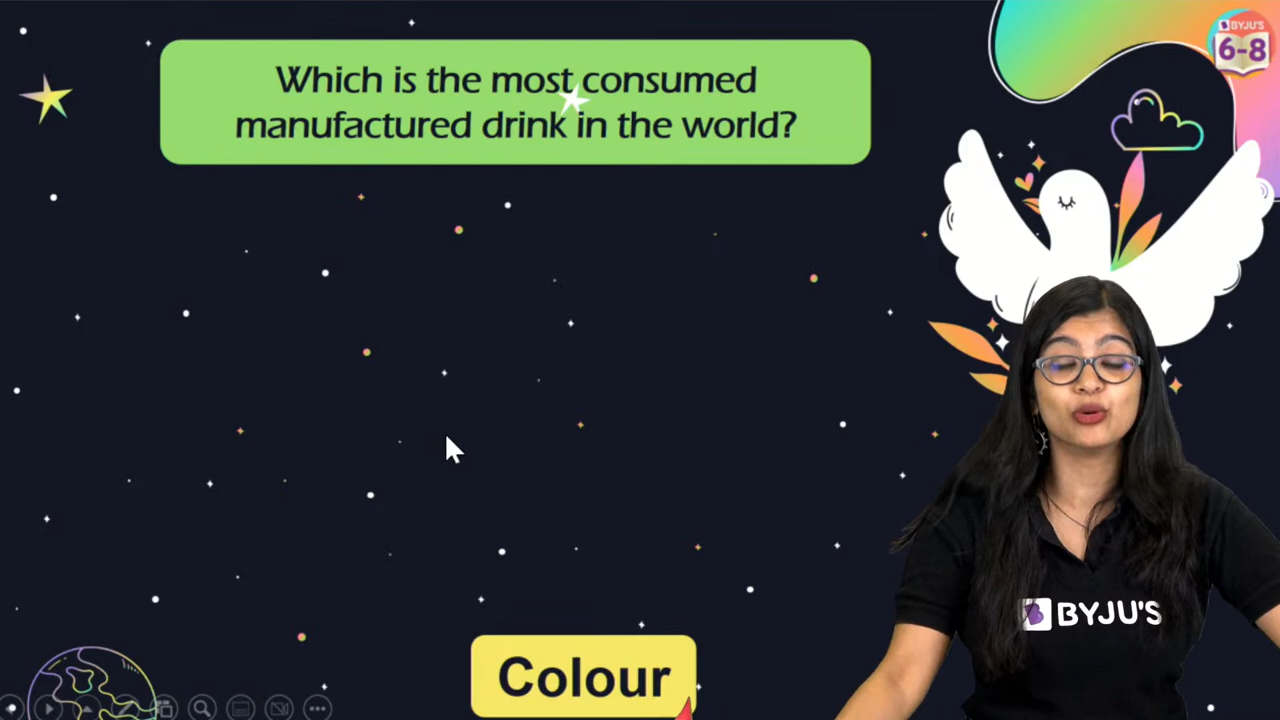 BYJU'S
6-8
Which is the most consumed
manufactured drink in the world?
BYJU'S
Colour